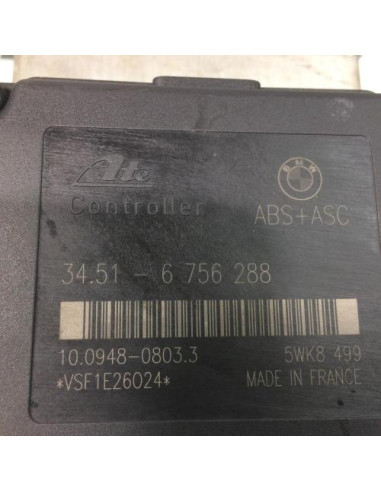 Ate
BMW
Controller
ABS+ASC
34.51 - 6 756 288
10.0948-0803.3
5WK8 499
*VSF1E26024*
MADE IN FRANCE